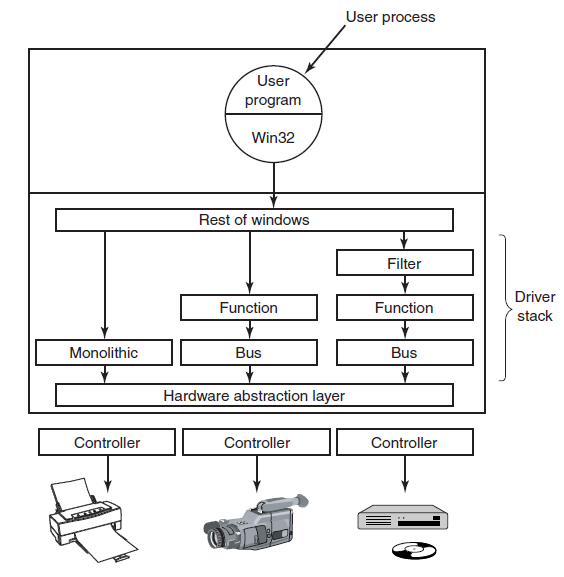 User process
User
program
Win32
Rest of windows
Filter
Function
Function
Driver
stack
Monolithic
Bus
Bus
Hardware abstraction layer
Controller
Controller
Controller